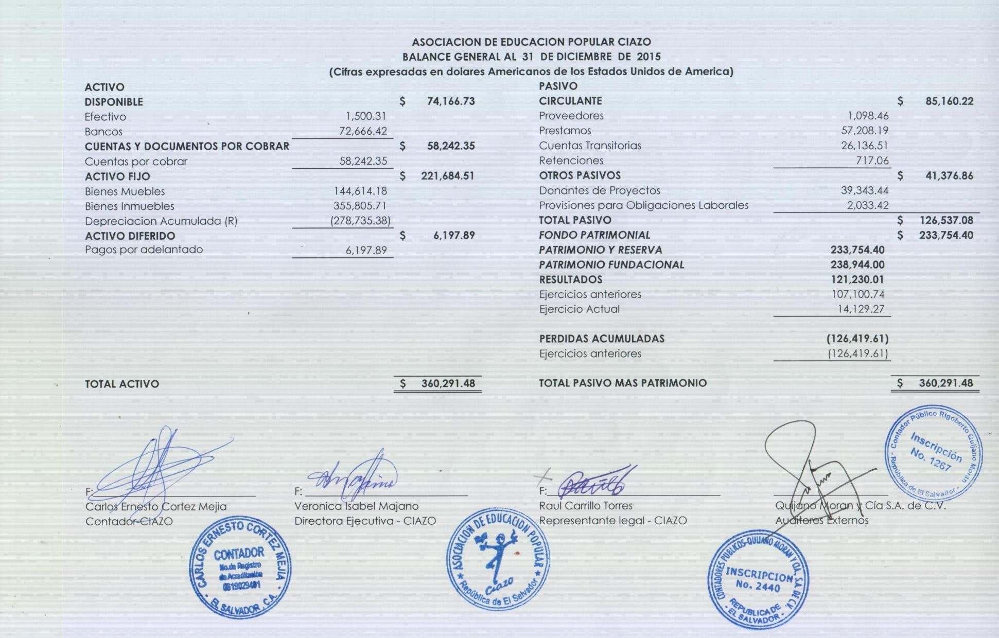 ASOCIACION DE EDUCACION POPULAR CIAZO
BALANCE GENERAL AL 31 DE DICIEMBRE DE 2015
(Cifras expresadas en dolares Americanos de los Estados Unidos de America)
ACTIVO
DISPONIBLE $ 74,166.73
Efectivo 1,500.31
Bancos 72,666.42
CUENTAS Y DOCUMENTOS POR COBRAR $ 58,242.35
Cuentas por cobrar 58,242.35
ACTIVO FIJO $ 221,684.51
Bienes Muebles 144,614.18
Bienes Inmuebles 355,805.71
Depreciacion Acumulada (R) (278,735.38)
ACTIVO DIFERIDO $ 6,197.89
Pagos por adelantado 6,197.89
TOTAL ACTIVO $ 360,291.48
PASIVO
CIRCULANTE $ 85,160.22
Proveedores 1,098.46
Prestamos 57,208.19
Cuentas Transitorias 26,136.51
Retenciones 717.06
OTROS PASIVOS $ 41,376.86
Donantes de Proyectos 39,343.44
Provisiones para Obligaciones Laborales 2,033.42
TOTAL PASIVO $ 126,537.08
FONDO PATRIMONIAL $ 233,754.40
PATRIMONIO Y RESERVA 233,754.40
PATRIMONIO FUNDACIONAL 238,944.00
RESULTADOS 121,230.01
Ejercicios anteriores 107,100.74
Ejercicio Actual 14,129.27
PERDIDAS ACUMULADAS (126,419.61)
Ejercicios anteriores (126,419.61)
TOTAL PASIVO MAS PATRIMONIO $ 360,291.48
F:
Carlos Ernesto Cortez Mejia
Contador-CIAZO
F:
Veronica Isabel Majano
Directora Ejecutiva - CIAZO
F:
Raul Carrillo Torres
Representante legal - CIAZO
Quijano Moran y Cía S.A. de C.V.
Auditores Externos
- Contador Público Rigoberto Quijano Morán
Inscripción
No. 1267
- República de El Salvador -
CARLOS ERNESTO CORTEZ MEJIA
CONTADOR
No. de Registro
de Acreditación
- EL SALVADOR, C.A. -
★ ASOCIACIÓN DE EDUCACIÓN POPULAR ★
Ciazo
República de El Salvador
CONTADORES PUBLICOS-QUIJANO MORAN Y CIA., S.A. DE C.V.
INSCRIPCION
No. 2440
REPUBLICA DE
- EL SALVADOR -